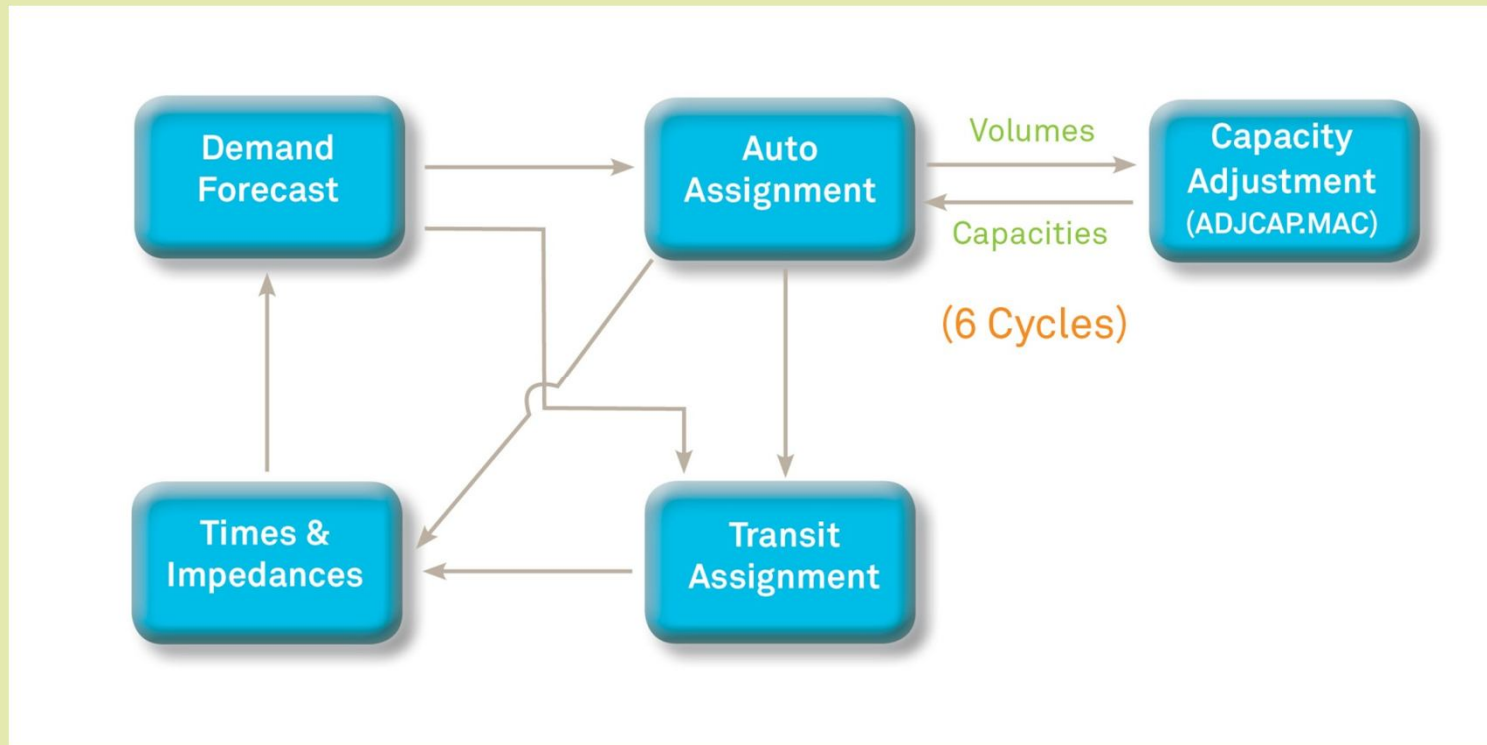 Demand
Forecast
Auto
Assignment
Volumes
Capacities
Capacity
Adjustment
(ADJCAP.MAC)
(6 Cycles)
Times &
Impedances
Transit
Assignment